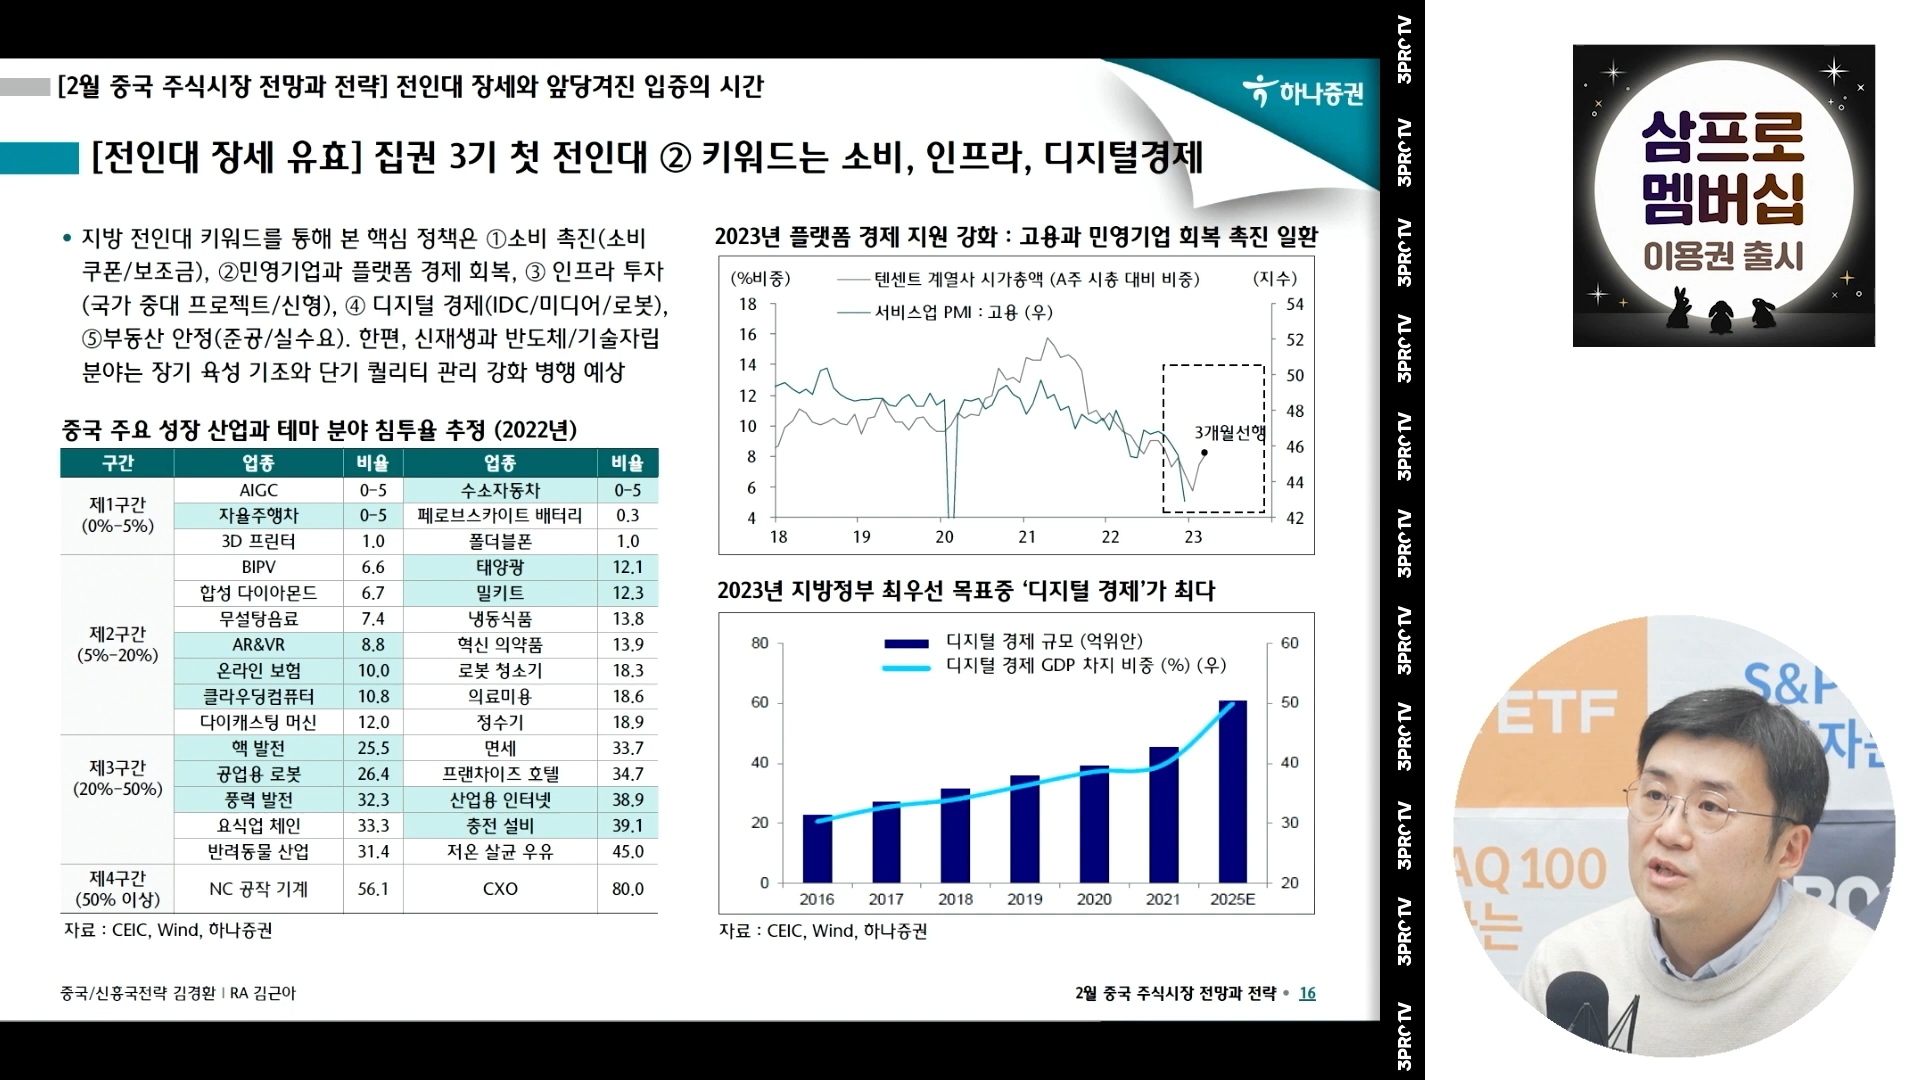 [2월 중국 주식시장 전망과 전략] 전인대 장세와 앞당겨진 입증의 시간
하나증권
[전인대 장세 유효] 집권 3기 첫 전인대 ② 키워드는 소비, 인프라, 디지털경제
• 지방 전인대 키워드를 통해 본 핵심 정책은 ①소비 촉진(소비
쿠폰/보조금), ②민영기업과 플랫폼 경제 회복, ③ 인프라 투자
(국가 중대 프로젝트/신형), ④ 디지털 경제(IDC/미디어/로봇),
⑤부동산 안정(준공/실수요). 한편, 신재생과 반도체/기술자립
분야는 장기 육성 기조와 단기 퀄리티 관리 강화 병행 예상
중국 주요 성장 산업과 테마 분야 침투율 추정 (2022년)
구간 업종 비율 업종 비율
제1구간
(0%-5%)
AIGC 0-5 수소자동차 0-5
자율주행차 0-5 페로브스카이트 배터리 0.3
3D 프린터 1.0 폴더블폰 1.0
제2구간
(5%-20%)
BIPV 6.6 태양광 12.1
합성 다이아몬드 6.7 밀키트 12.3
무설탕음료 7.4 냉동식품 13.8
AR&VR 8.8 혁신 의약품 13.9
온라인 보험 10.0 로봇 청소기 18.3
클라우딩컴퓨터 10.8 의료미용 18.6
다이캐스팅 머신 12.0 정수기 18.9
제3구간
(20%-50%)
핵 발전 25.5 면세 33.7
공업용 로봇 26.4 프랜차이즈 호텔 34.7
풍력 발전 32.3 산업용 인터넷 38.9
요식업 체인 33.3 충전 설비 39.1
반려동물 산업 31.4 저온 살균 우유 45.0
제4구간
(50% 이상)
NC 공작 기계 56.1 CXO 80.0
자료 : CEIC, Wind, 하나증권
2023년 플랫폼 경제 지원 강화 : 고용과 민영기업 회복 촉진 일환
(%비중) 텐센트 계열사 시가총액 (A주 시총 대비 비중) (지수)
서비스업 PMI : 고용 (우)
18 54
16 52
14 50
12 48
10 46
8 44
6 42
4
3개월선행
18 19 20 21 22 23
2023년 지방정부 최우선 목표중 ‘디지털 경제’가 최다
디지털 경제 규모 (억위안)
디지털 경제 GDP 차지 비중 (%) (우)
80 60
60 50
40 40
20 30
0 20
2016 2017 2018 2019 2020 2021 2025E
자료 : CEIC, Wind, 하나증권
중국/신흥국전략 김경환 | RA 김근아
2월 중국 주식시장 전망과 전략 • 16
3PROTV
3PROTV
3PROTV
3PROTV
3PROTV
3PROTV
3PROTV
3PROTV
3PROTV
3PROTV
3PROTV
삼프로
멤버십
이용권 출시
ETF
S&P
AQ 100
는